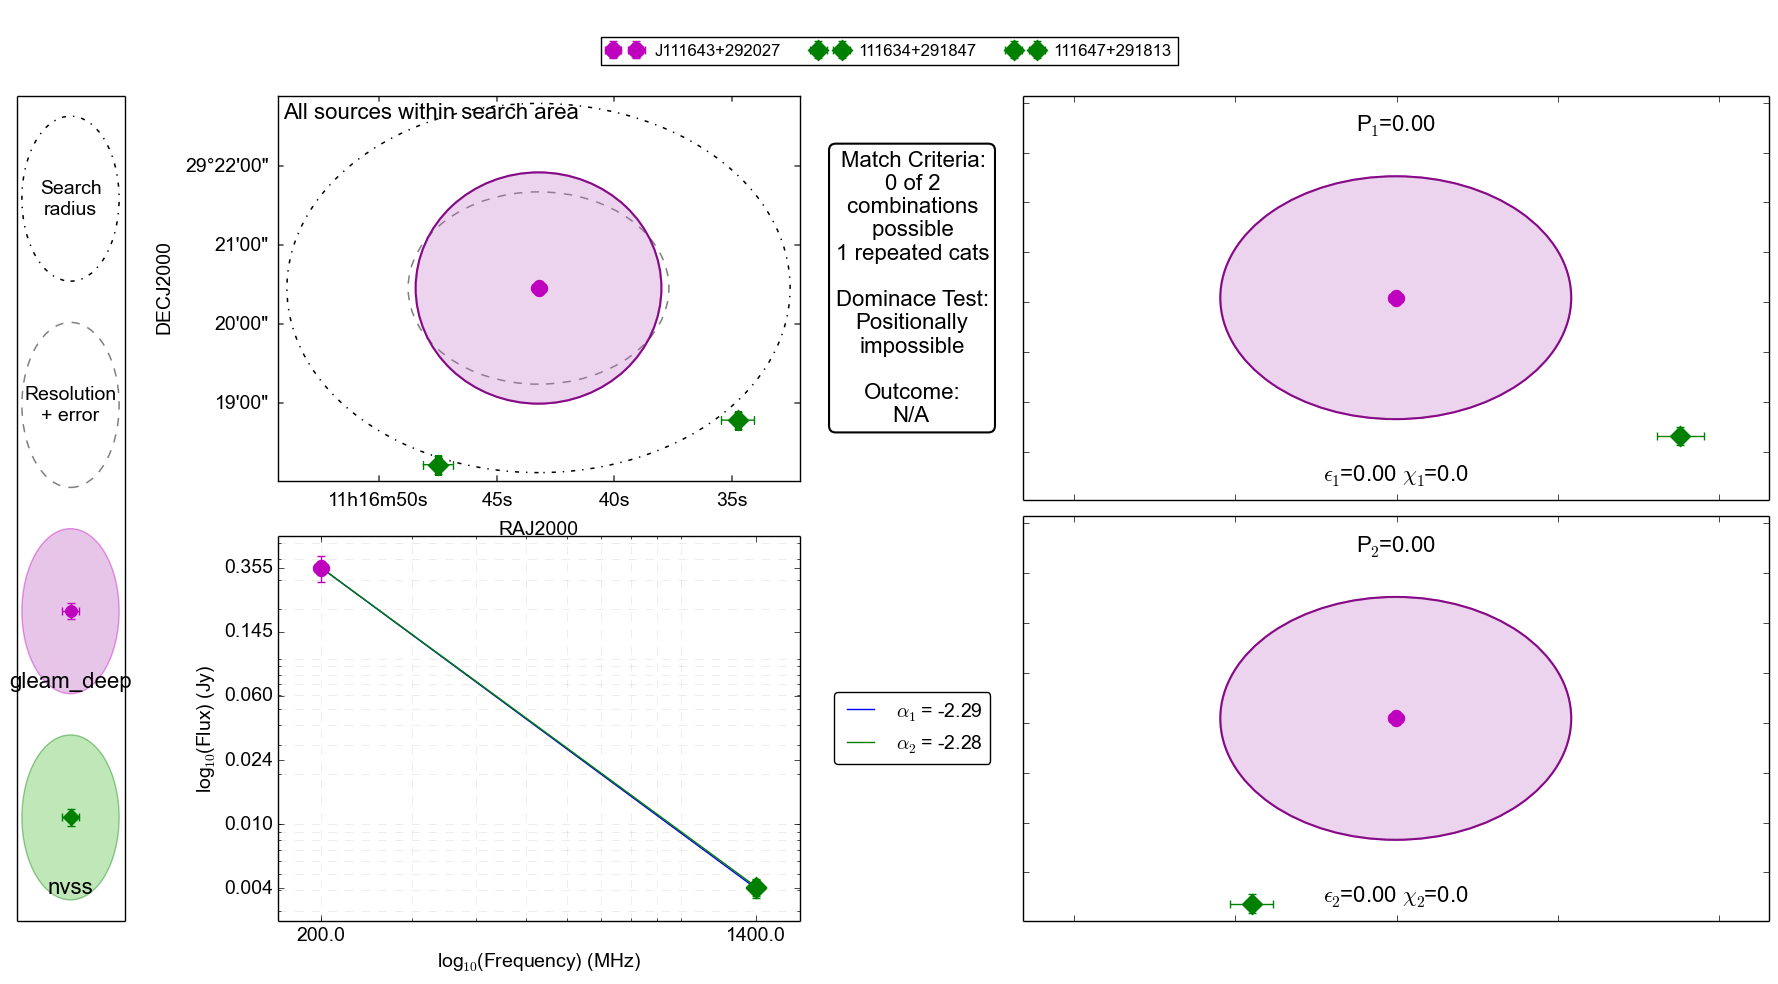 J111643+292027
111634+291847
111647+291813
Search
radius
Resolution
+ error
gleam_deep
nvss
All sources within search area
DECJ2000
29°22'00"
21'00"
20'00"
19'00"
11h16m50s
45s
40s
35s
RAJ2000
Match Criteria:
0 of 2
combinations
possible
1 repeated cats
Dominace Test:
Positionally
impossible
Outcome:
N/A
P₁=0.00
ϵ₁=0.00 χ₁=0.0
log₁₀(Flux) (Jy)
0.355
0.145
0.060
0.024
0.010
0.004
200.0
1400.0
log₁₀(Frequency) (MHz)
α₁ = -2.29
α₂ = -2.28
P₂=0.00
ϵ₂=0.00 χ₂=0.0